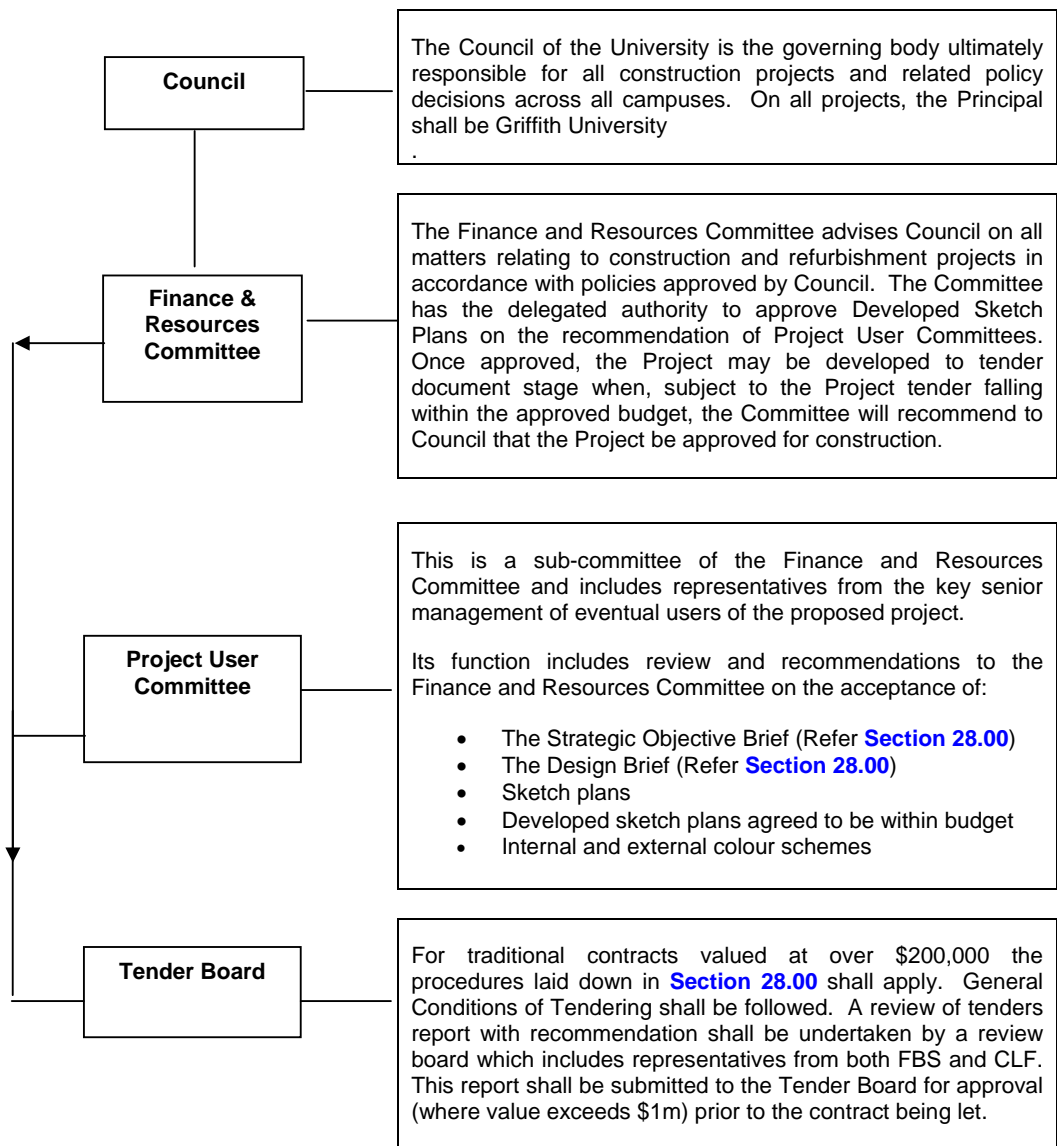 Council
The Council of the University is the governing body ultimately
responsible for all construction projects and related policy
decisions across all campuses. On all projects, the Principal
shall be Griffith University
.
Finance &
Resources
Committee
The Finance and Resources Committee advises Council on all
matters relating to construction and refurbishment projects in
accordance with policies approved by Council. The Committee
has the delegated authority to approve Developed Sketch
Plans on the recommendation of Project User Committees.
Once approved, the Project may be developed to tender
document stage when, subject to the Project tender falling
within the approved budget, the Committee will recommend to
Council that the Project be approved for construction.
Project User
Committee
This is a sub-committee of the Finance and Resources
Committee and includes representatives from the key senior
management of eventual users of the proposed project.
Its function includes review and recommendations to the
Finance and Resources Committee on the acceptance of:
• The Strategic Objective Brief (Refer Section 28.00)
• The Design Brief (Refer Section 28.00)
• Sketch plans
• Developed sketch plans agreed to be within budget
• Internal and external colour schemes
Tender Board
For traditional contracts valued at over $200,000 the
procedures laid down in Section 28.00 shall apply. General
Conditions of Tendering shall be followed. A review of tenders
report with recommendation shall be undertaken by a review
board which includes representatives from both FBS and CLF.
This report shall be submitted to the Tender Board for approval
(where value exceeds $1m) prior to the contract being let.